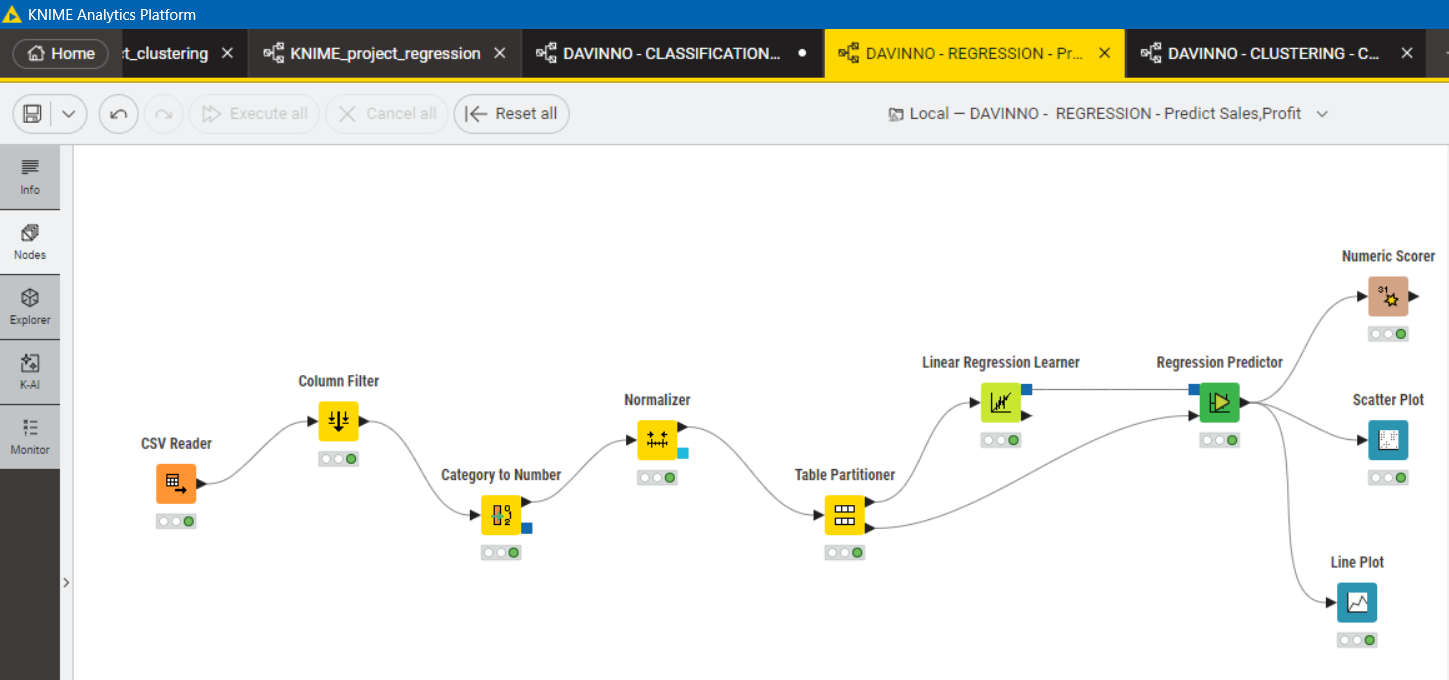 KNIME Analytics Platform
Home
ct_clustering
KNIME_project_regression
DAVINNO - CLASSIFICATION...
DAVINNO - REGRESSION - Pr...
DAVINNO - CLUSTERING - C...
Execute all
Cancel all
Reset all
Local — DAVINNO - REGRESSION - Predict Sales,Profit
Info
Nodes
Explorer
K-AI
Monitor
Numeric Scorer
Linear Regression Learner
Regression Predictor
Column Filter
Normalizer
Scatter Plot
CSV Reader
Category to Number
Table Partitioner
Line Plot